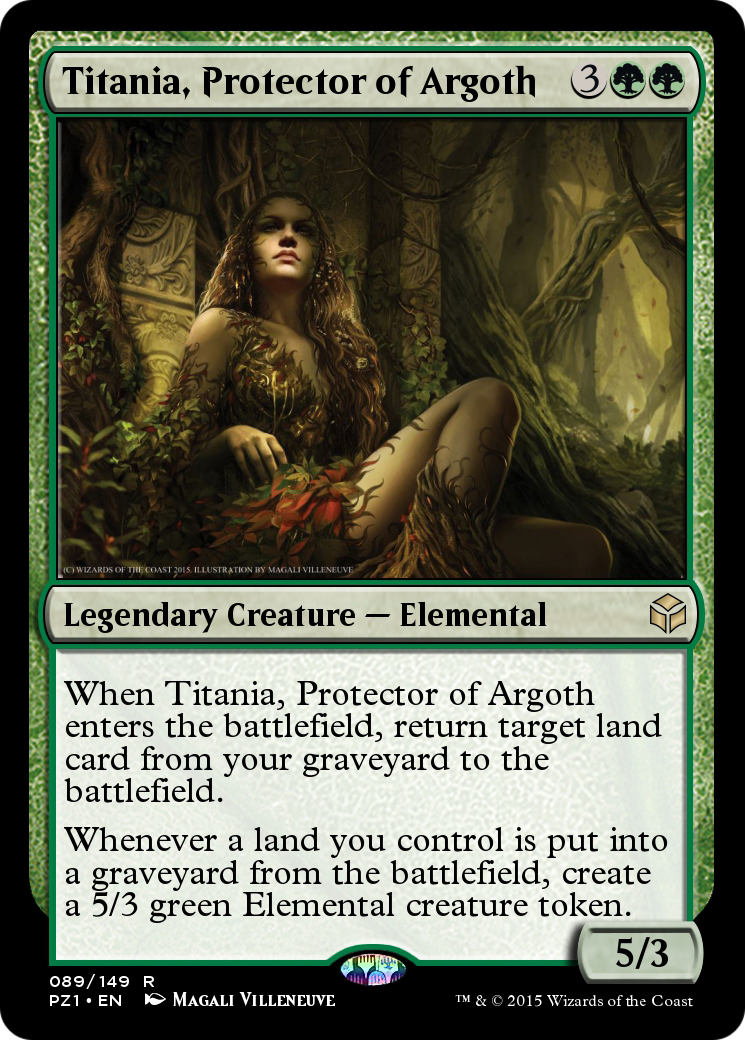 Titania, Protector of Argoth 3
(C) WIZARDS OF THE COAST 2015. ILLUSTRATION BY MAGALI VILLENEUVE
Legendary Creature — Elemental
When Titania, Protector of Argoth
enters the battlefield, return target land
card from your graveyard to the
battlefield.
Whenever a land you control is put into
a graveyard from the battlefield, create
a 5/3 green Elemental creature token.
5/3
089/149 R
PZ1 • EN MAGALI VILLENEUVE
™ & © 2015 Wizards of the Coast